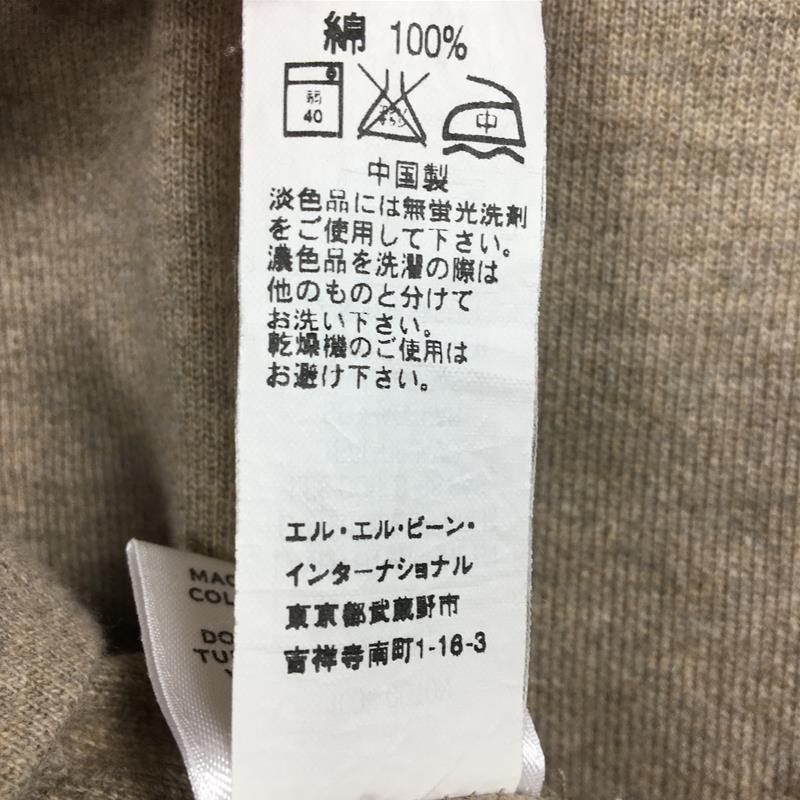 綿 100%
弱
40
中
中国製
淡色品には無蛍光洗剤
をご使用して下さい。
濃色品を洗濯の際は
他のものと分けて
お洗い下さい。
乾燥機のご使用は
お避け下さい。
エル・エル・ビーン・
インターナショナル
東京都武蔵野市
吉祥寺南町1-16-3
MAC
COL
DO
TU